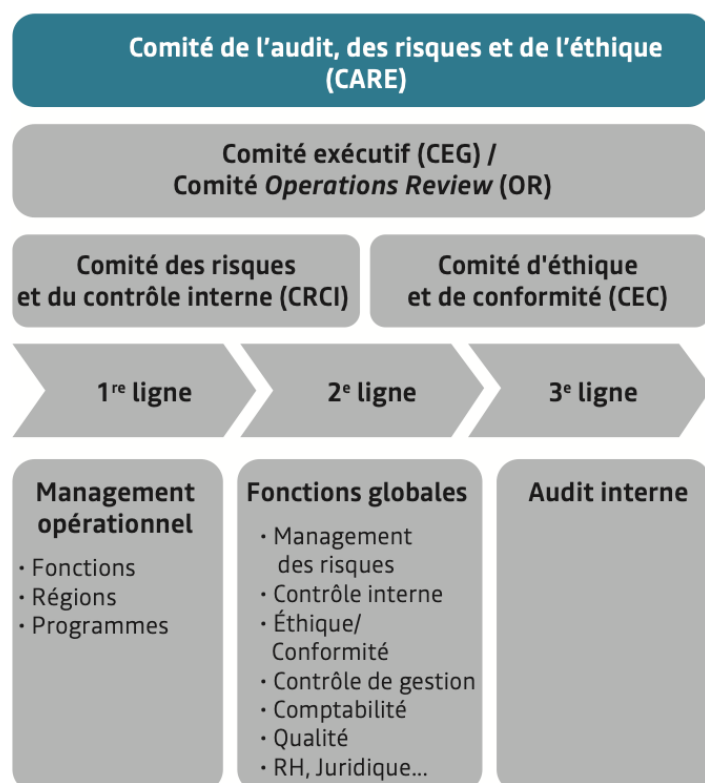 Comité de l'audit, des risques et de l'éthique
(CARE)
Comité exécutif (CEG) /
Comité Operations Review (OR)
Comité des risques
et du contrôle interne (CRCI)
Comité d'éthique
et de conformité (CEC)
1re ligne
2e ligne
3e ligne
Management
opérationnel
· Fonctions
· Régions
· Programmes
Fonctions globales
· Management
des risques
· Contrôle interne
· Éthique/
Conformité
· Contrôle de gestion
· Comptabilité
· Qualité
· RH, Juridique...
Audit interne